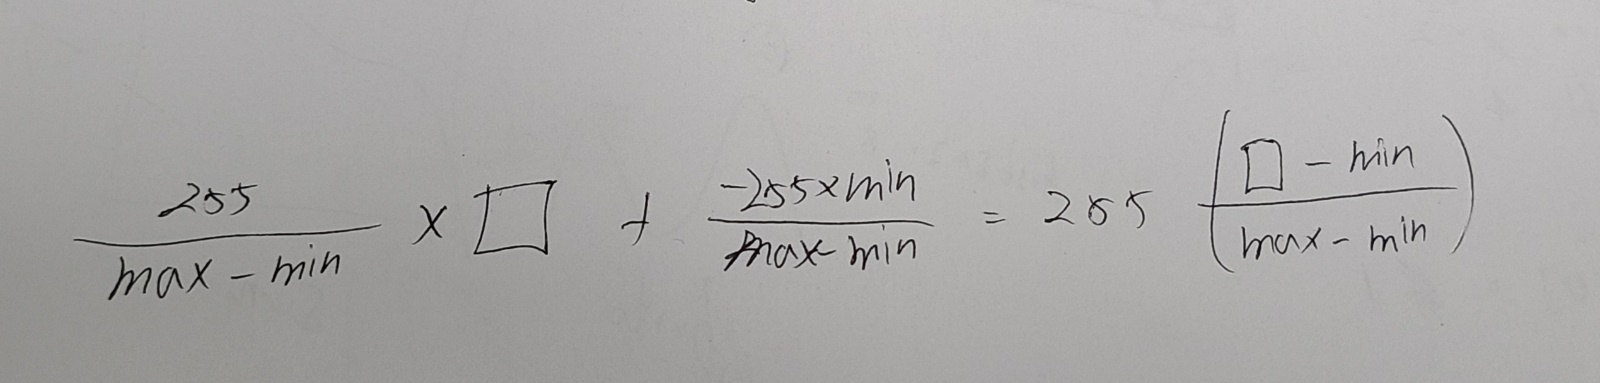 255/(max - min) × □ + (-255×min)/(max-min) = 255 ((□ - min)/(max - min))